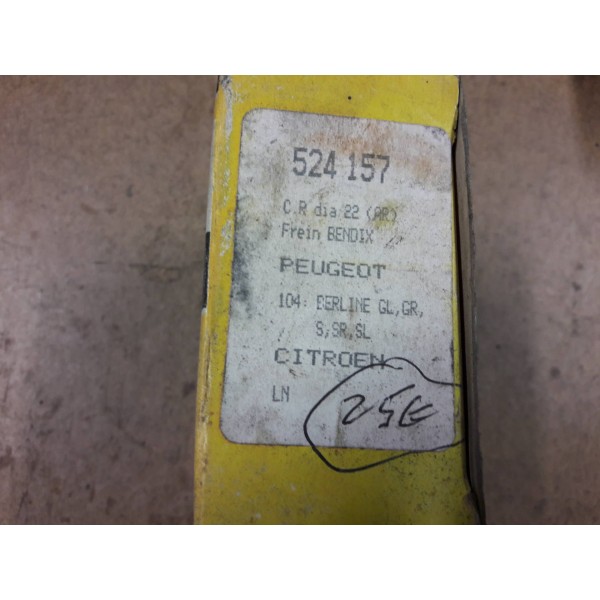 524 157
C.R dia 22 (AR)
Frein BENDIX
PEUGEOT
104: BERLINE GL,GR,
S,SR,SL
CITROEN
LN
25€